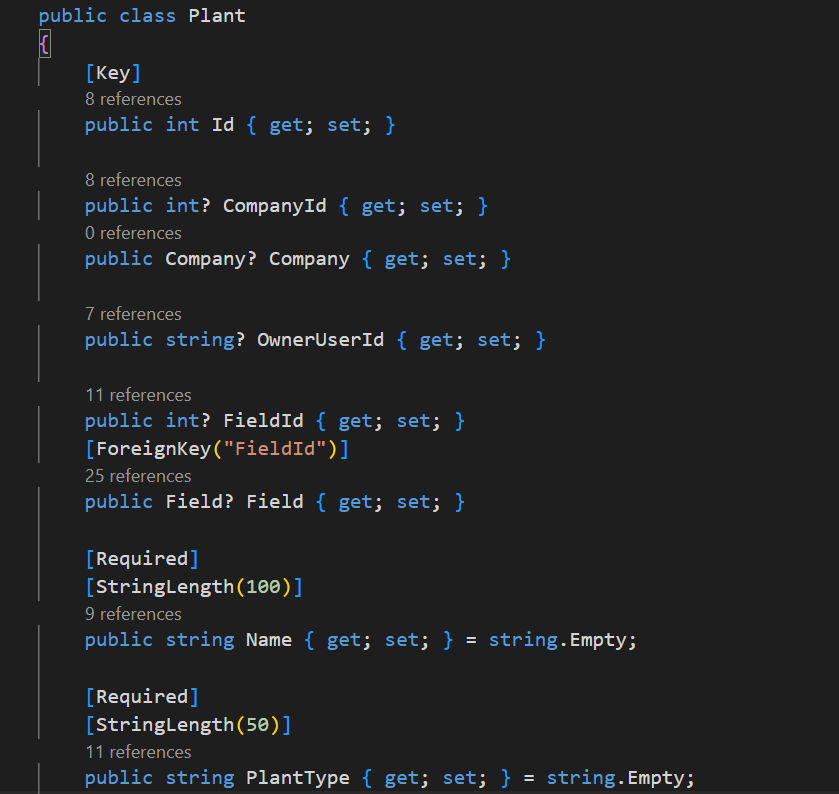 public class Plant
{
[Key]
8 references
public int Id { get; set; }
8 references
public int? CompanyId { get; set; }
0 references
public Company? Company { get; set; }
7 references
public string? OwnerUserId { get; set; }
11 references
public int? FieldId { get; set; }
[ForeignKey("FieldId")]
25 references
public Field? Field { get; set; }
[Required]
[StringLength(100)]
9 references
public string Name { get; set; } = string.Empty;
[Required]
[StringLength(50)]
11 references
public string PlantType { get; set; } = string.Empty;